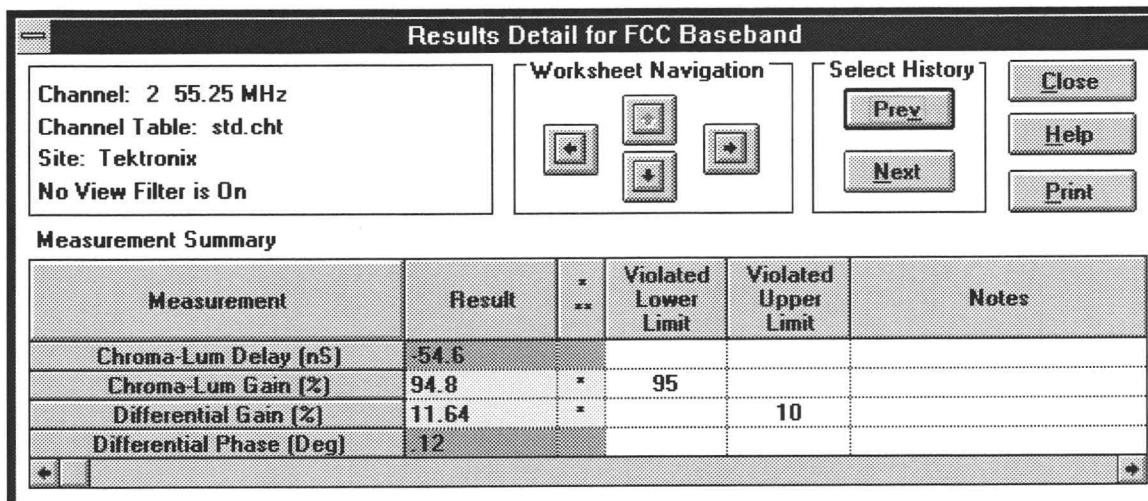 Results Detail for FCC Baseband
Channel: 2 55.25 MHz
Channel Table: std.cht
Site: Tektronix
No View Filter is On
Worksheet Navigation
Select History
Prev
Next
Close
Help
Print
Measurement Summary
Measurement Result * ** Violated Lower Limit Violated Upper Limit Notes
Chroma-Lum Delay (nS) -54.6
Chroma-Lum Gain (%) 94.8 * 95
Differential Gain (%) 11.64 * 10
Differential Phase (Deg) .12